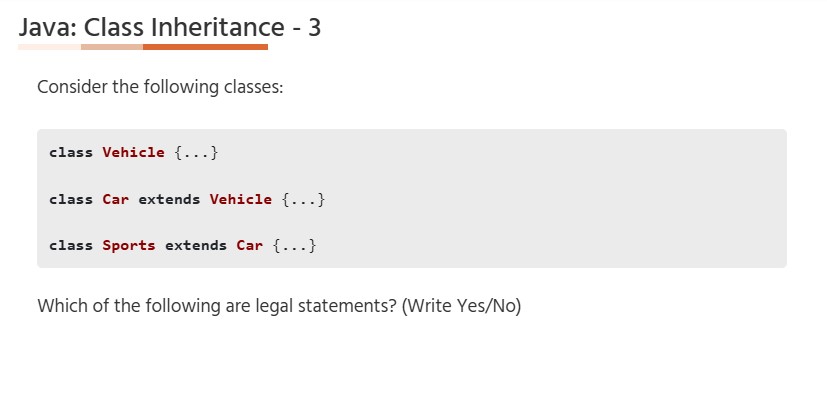 Java: Class Inheritance - 3
Consider the following classes:
class Vehicle {...}
class Car extends Vehicle {...}
class Sports extends Car {...}
Which of the following are legal statements? (Write Yes/No)